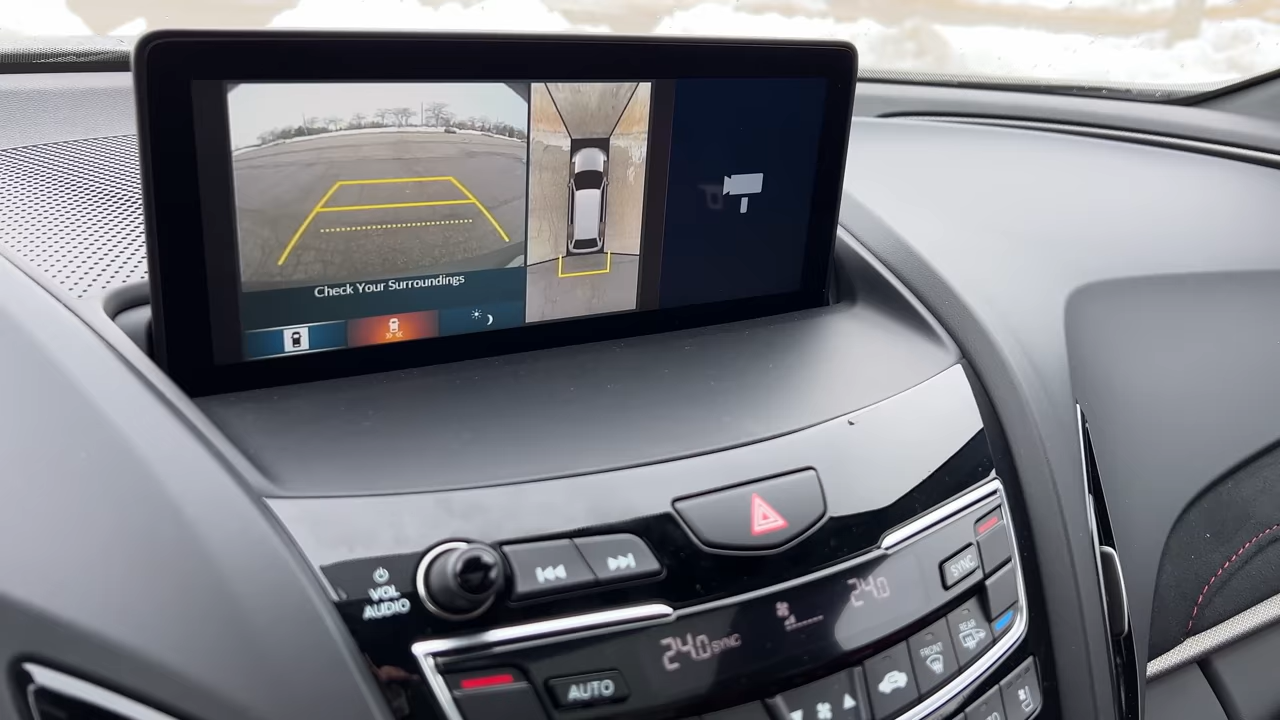 Check Your Surroundings
VOL
AUDIO
24.0 SYNC
24.0
SYNC
AUTO
FRONT
REAR